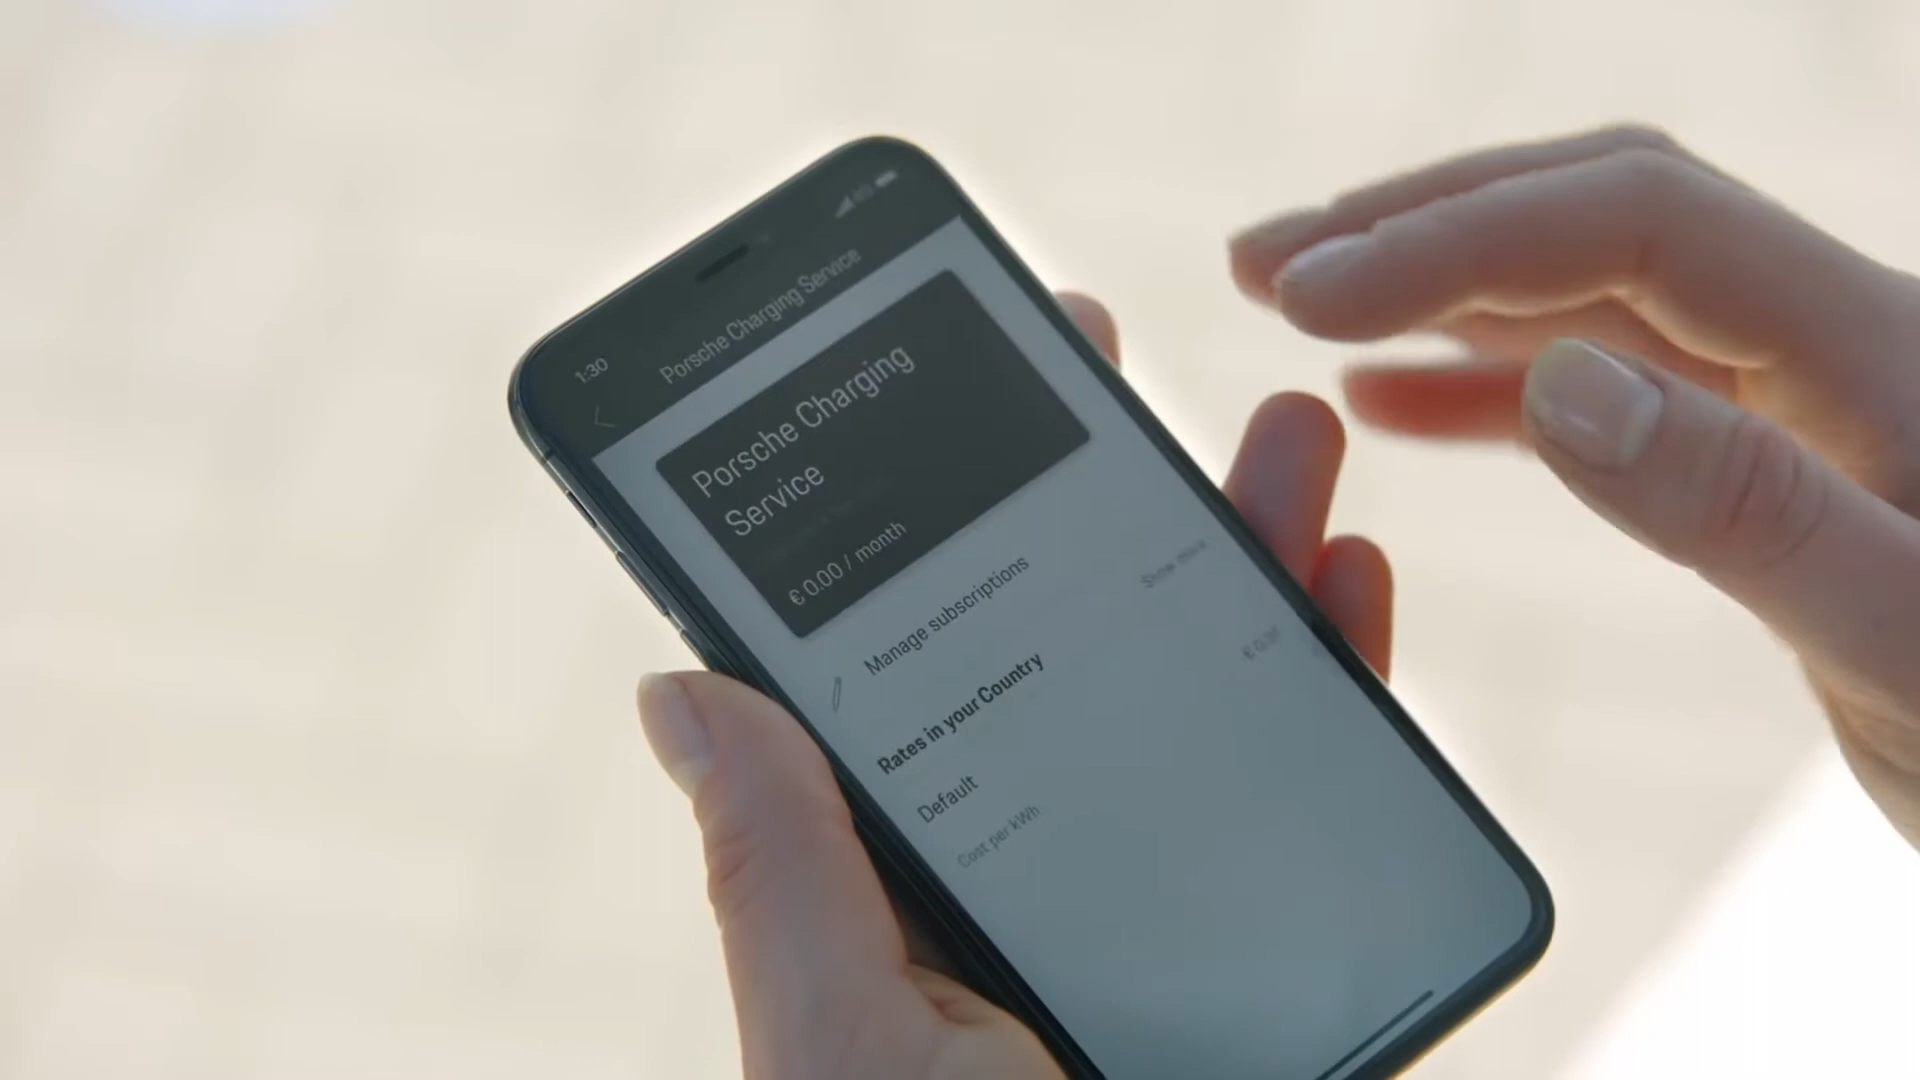 1:30
Porsche Charging Service
Porsche Charging
Service
€ 0.00 / month
Manage subscriptions
Show more
Rates in your Country
Default
Cost per kWh